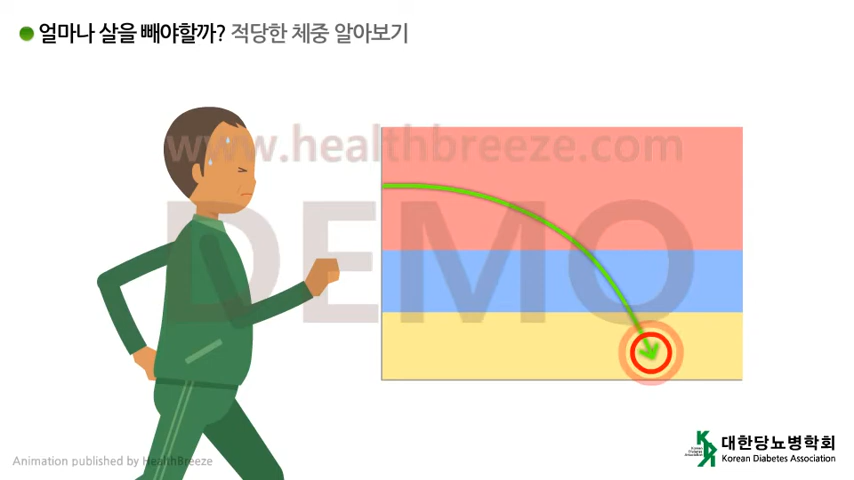 얼마나 살을 빼야할까? 적당한 체중 알아보기
www.healthbreeze.com
DEMO
대한당뇨병학회
Korean Diabetes Association
Animation published by HealthBreeze